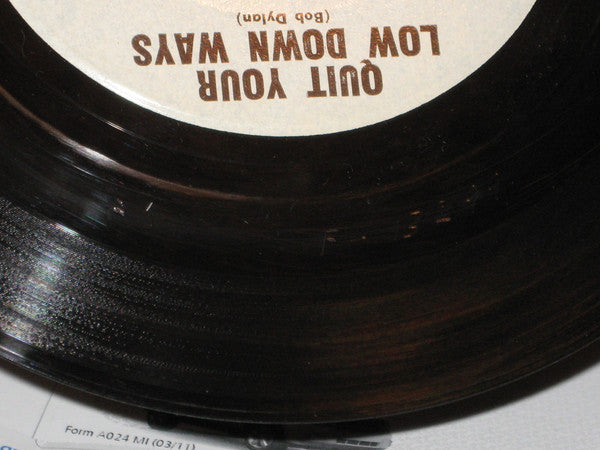 QUIT YOUR
LOW DOWN WAYS
(Bob Dylan)
Form A024 MI (03/11)